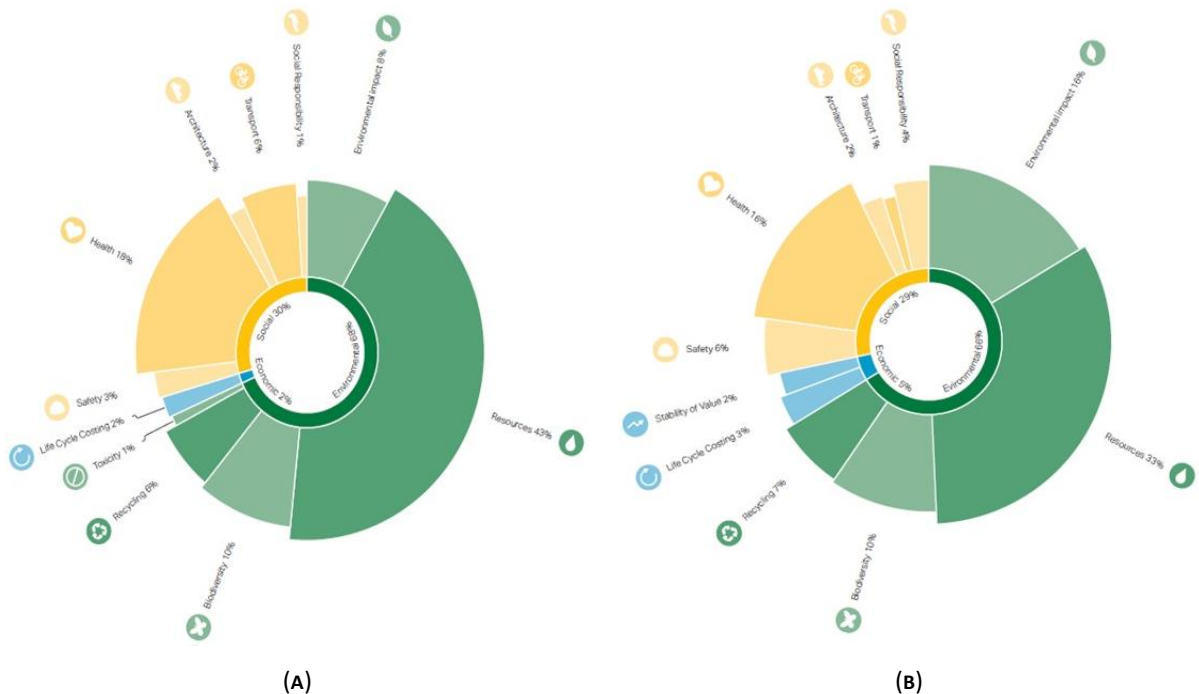 Social Responsibility 1%
Environmental impact 8%
Transport 6%
Architecture 2%
Health 18%
Social 30%
Environmental 68%
Economic 2%
Safety 3%
Life Cycle Costing 2%
Toxicity 1%
Recycling 6%
Biodiversity 10%
Resources 43%
(A)
Social Responsibility 4%
Environmental impact 16%
Transport 1%
Architecture 2%
Health 16%
Social 29%
Evironmental 66%
Economic 5%
Safety 6%
Stability of Value 2%
Life Cycle Costing 3%
Recycling 7%
Biodiversity 10%
Resources 33%
(B)